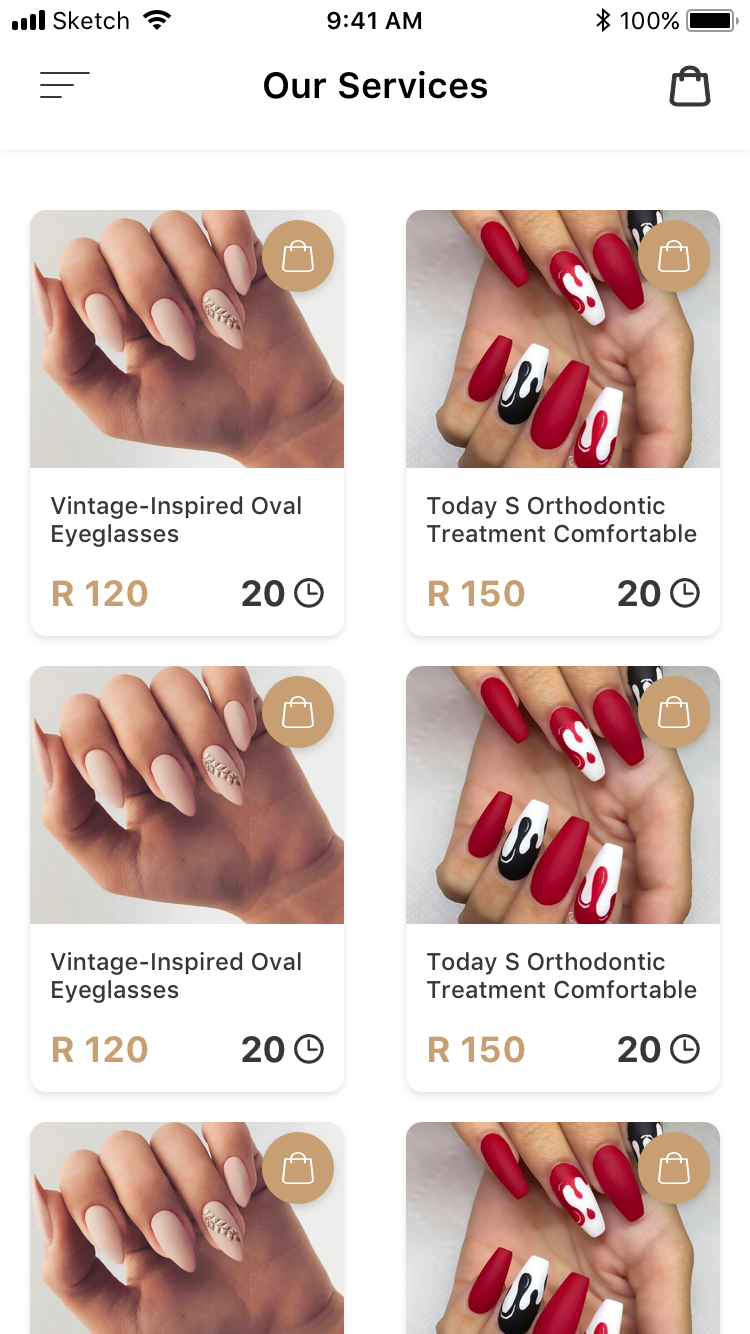 Sketch 9:41 AM 100%
Our Services
Vintage-Inspired Oval
Eyeglasses
R 120 20
Today S Orthodontic
Treatment Comfortable
R 150 20
Vintage-Inspired Oval
Eyeglasses
R 120 20
Today S Orthodontic
Treatment Comfortable
R 150 20